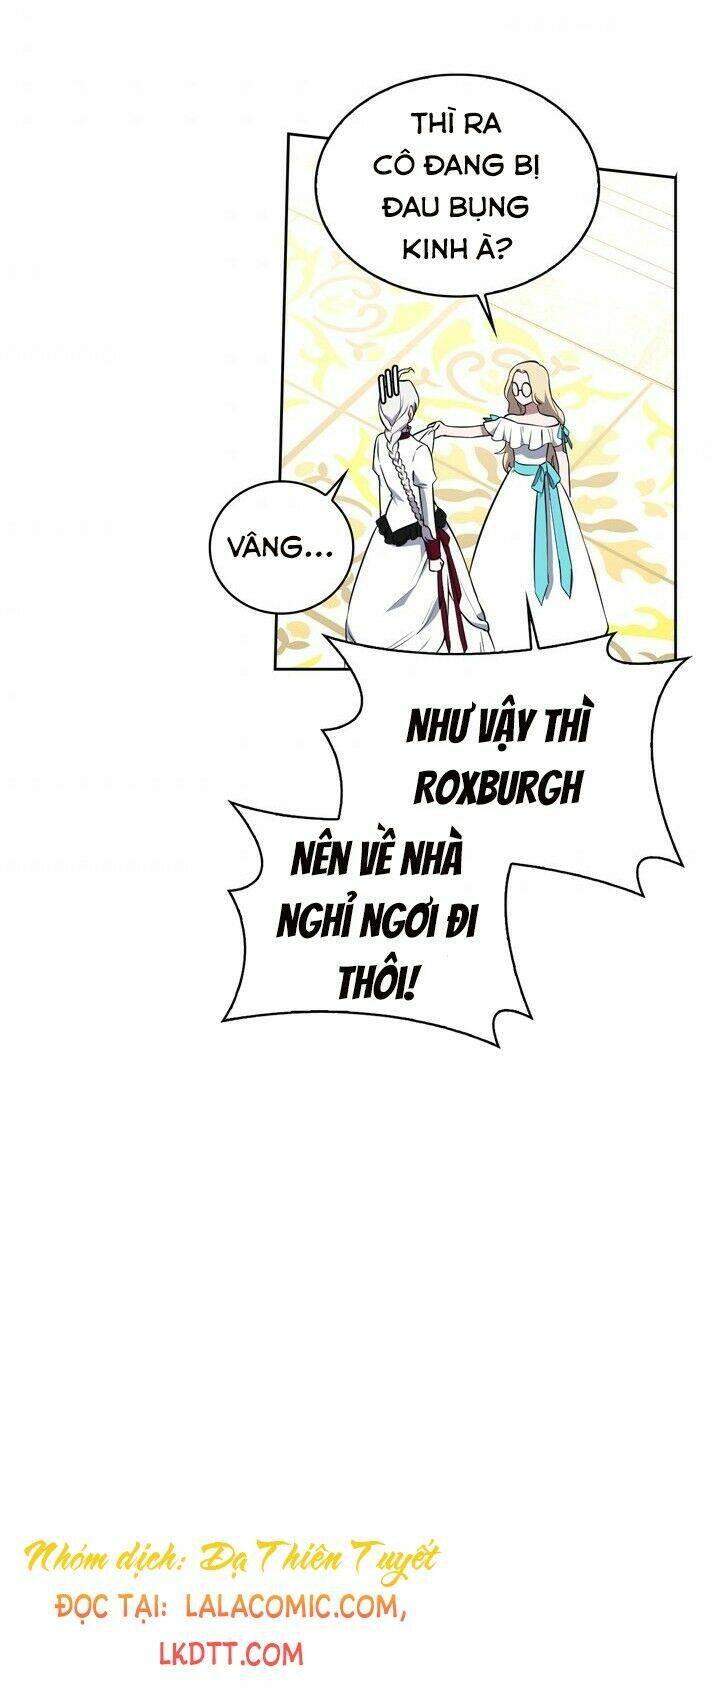 THÌ RA
CÔ ĐANG BỊ
ĐAU BỤNG
KINH À?
VÂNG...
NHƯ VẬY THÌ
ROXBURGH
NÊN VỀ NHÀ
NGHỈ NGƠI ĐI
THÔI!
Nhóm dịch: Dạ Thiên Tuyết
ĐỌC TẠI: LALACOMIC.COM,
LKDTT.COM